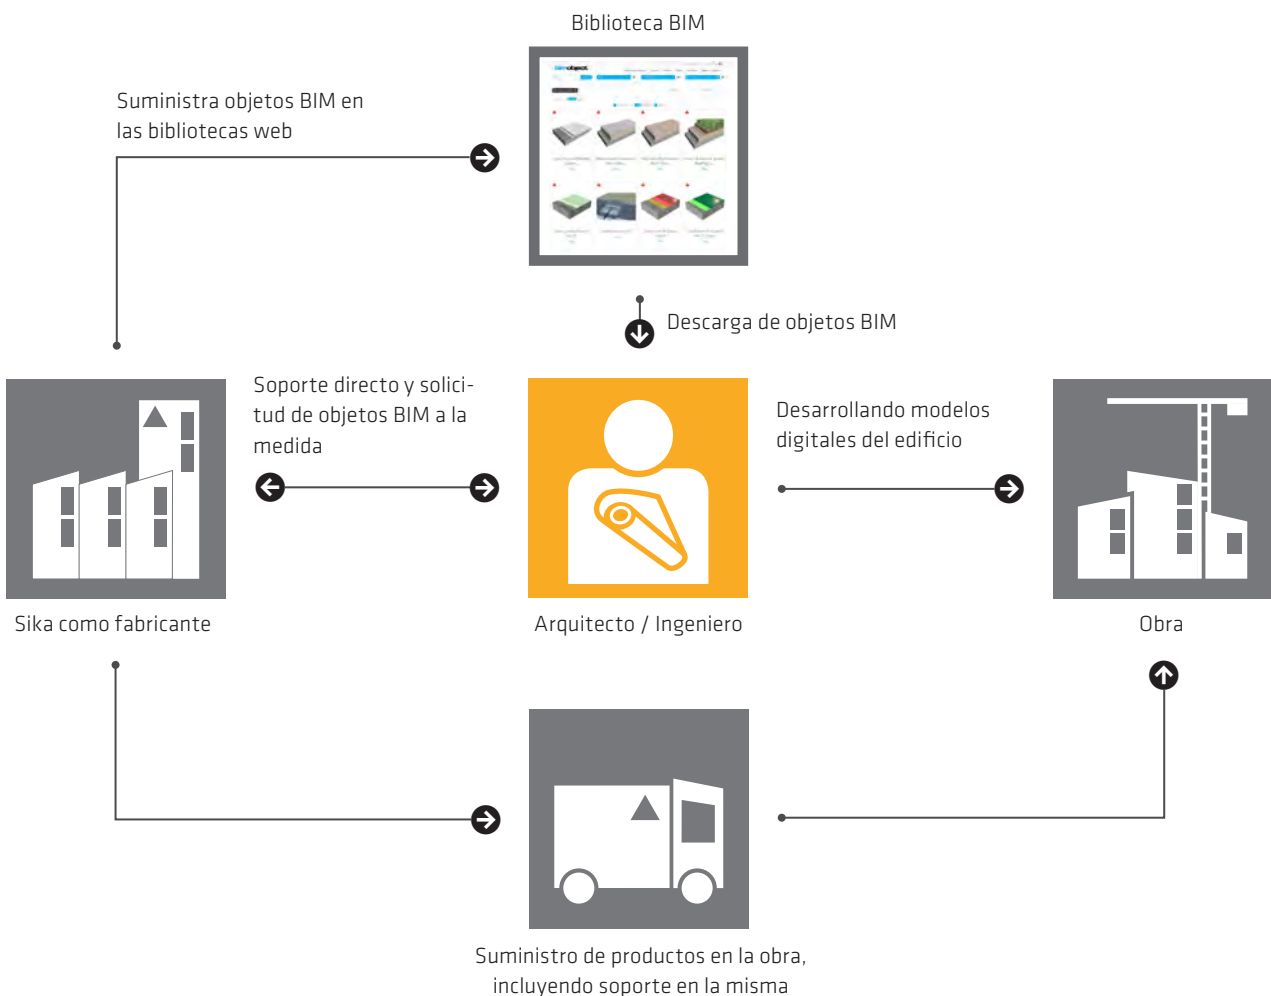 Biblioteca BIM
Suministra objetos BIM en
las bibliotecas web
Descarga de objetos BIM
Soporte directo y solici-
tud de objetos BIM a la
medida
Desarrollando modelos
digitales del edificio
Sika como fabricante
Arquitecto / Ingeniero
Obra
Suministro de productos en la obra,
incluyendo soporte en la misma